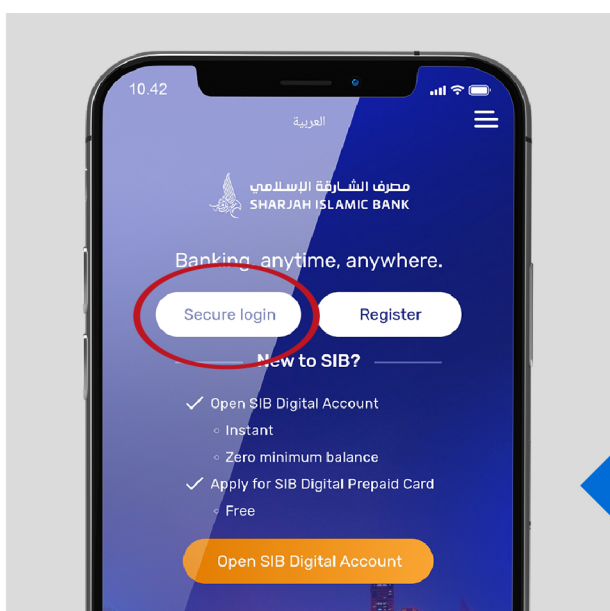 10.42
العربية
مصرف الشارقة الإسلامي
SHARJAH ISLAMIC BANK
Banking, anytime, anywhere.
Secure login
Register
New to SIB?
Open SIB Digital Account
Instant
Zero minimum balance
Apply for SIB Digital Prepaid Card
Free
Open SIB Digital Account